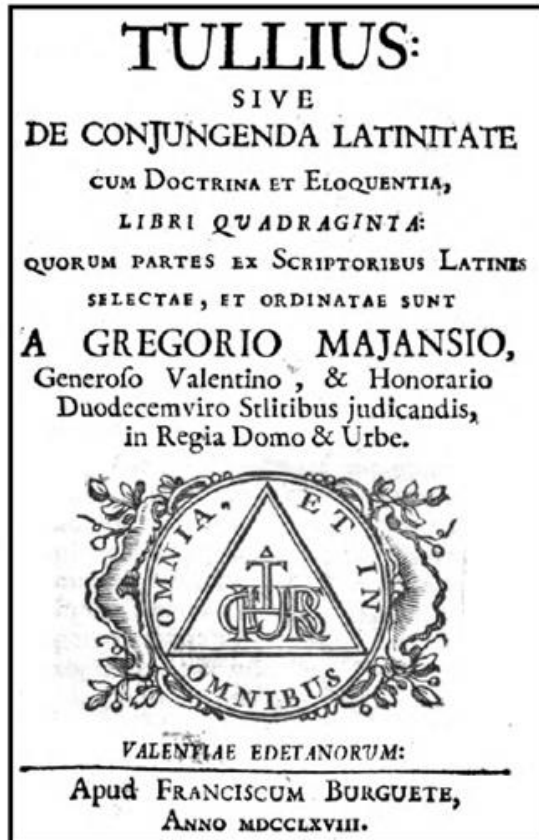 TULLIUS:
SIVE
DE CONJUNGENDA LATINITATE
CUM DOCTRINA ET ELOQUENTIA,
LIBRI QVADRAGINTA:
QUORUM PARTES EX SCRIPTORIBUS LATINIS
SELECTAE, ET ORDINATAE SUNT
A GREGORIO MAJANSIO,
Generoſo Valentino, & Honorario
Duodecemviro Stlitibus judicandis,
in Regia Domo & Urbe.
OMNIA, ET IN
OMNIBUS
VALENTIAE EDETANORVM:
Apud FRANCISCUM BURGUETE,
ANNO MDCCLXVIII.